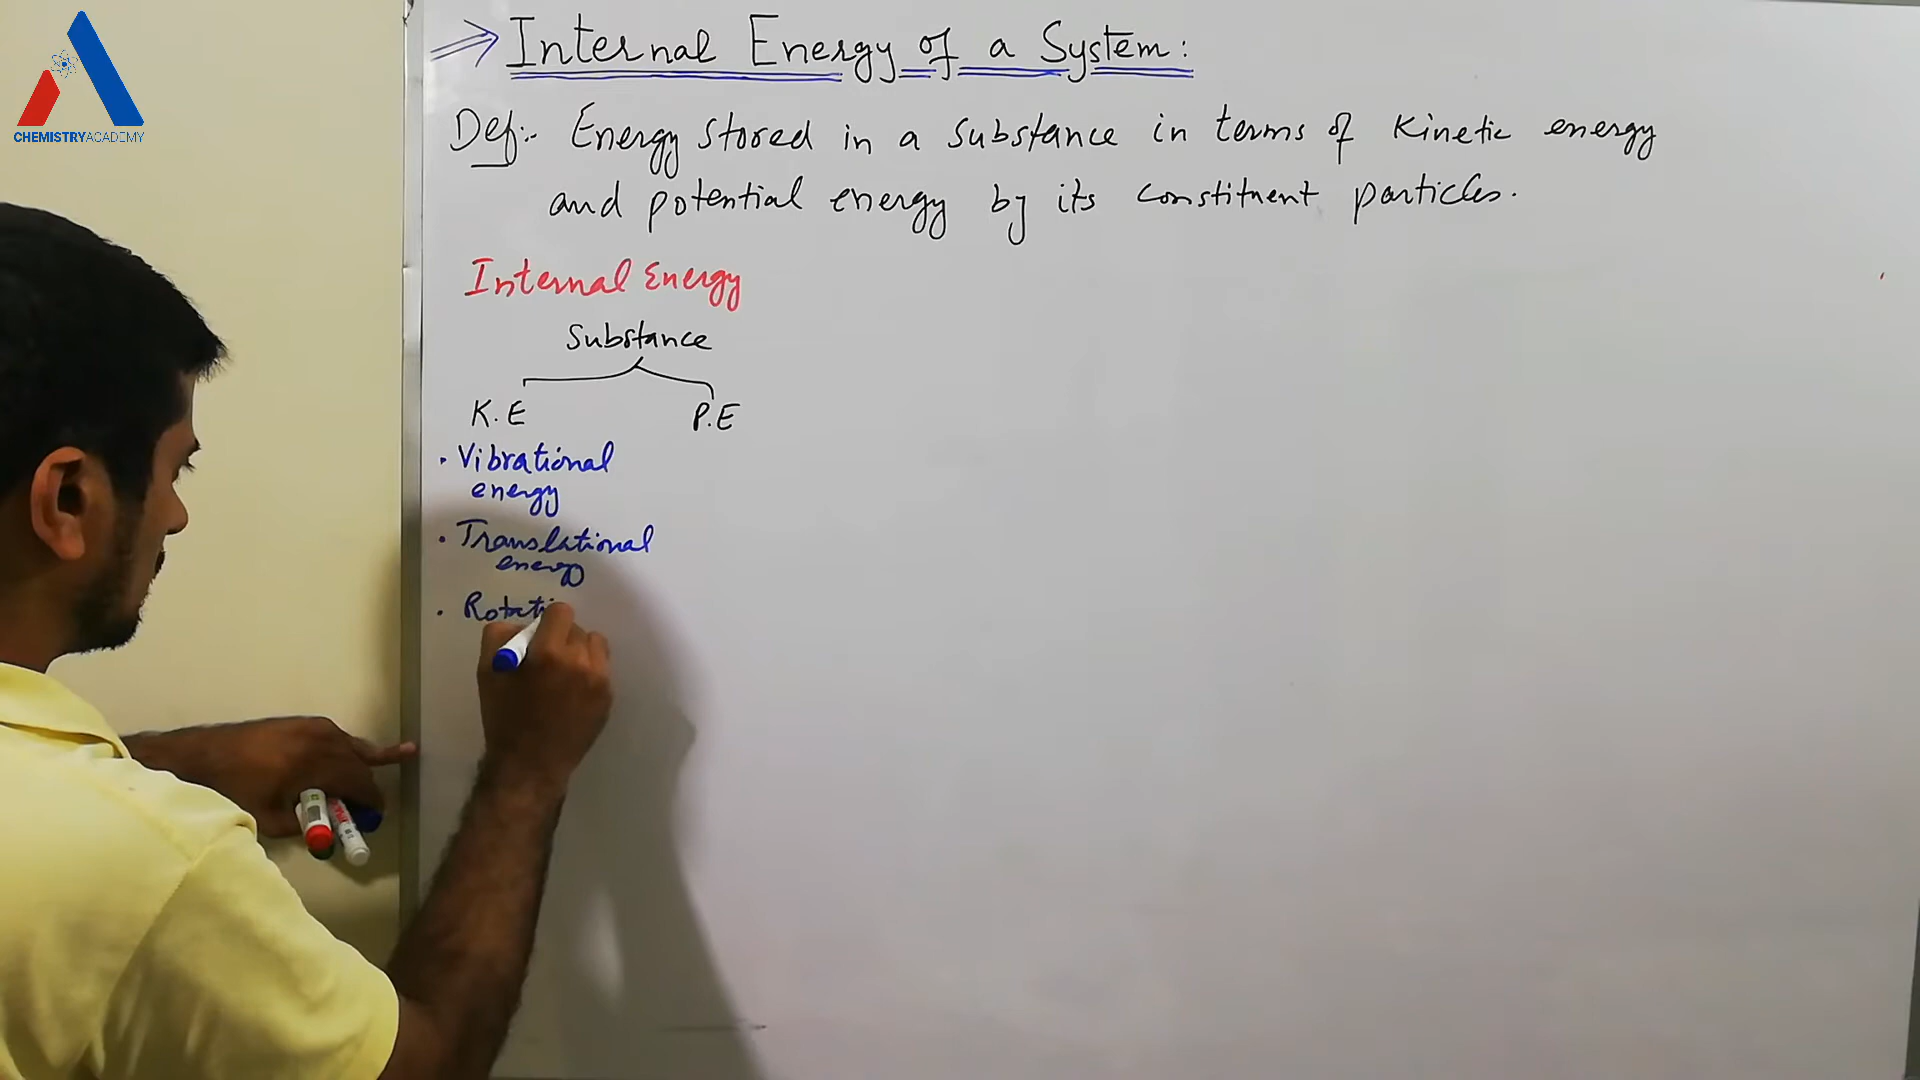 CHEMISTRYACADEMY
⇒ Internal Energy of a System:
Def:- Energy stored in a substance in terms of Kinetic energy
and potential energy by its constituent particles.
Internal Energy
Substance
K.E P.E
· Vibrational
energy
· Translational
energy
· Rotati